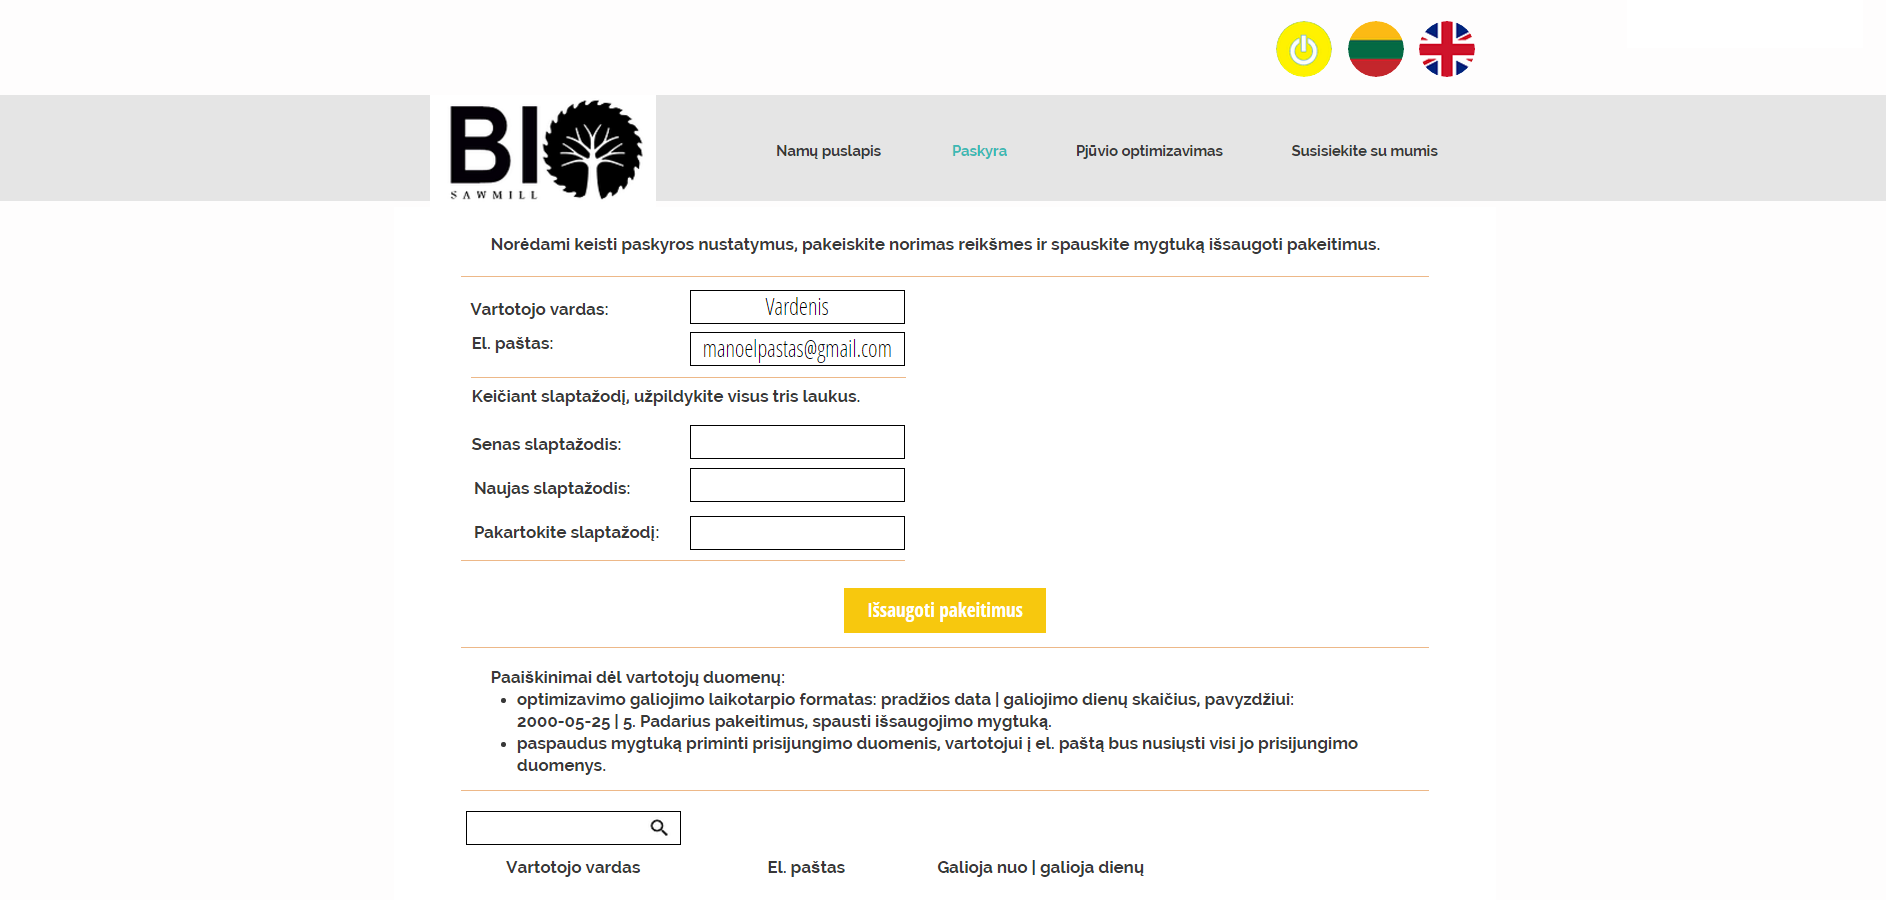 BIO
SAWMILL
Namų puslapis
Paskyra
Pjūvio optimizavimas
Susisiekite su mumis
Norėdami keisti paskyros nustatymus, pakeiskite norimas reikšmes ir spauskite mygtuką išsaugoti pakeitimus.
Vartotojo vardas:
Vardenis
El. paštas:
manoelpastas@gmail.com
Keičiant slaptažodį, užpildykite visus tris laukus.
Senas slaptažodis:
Naujas slaptažodis:
Pakartokite slaptažodį:
Išsaugoti pakeitimus
Paaiškinimai dėl vartotojų duomenų:
• optimizavimo galiojimo laikotarpio formatas: pradžios data | galiojimo dienų skaičius, pavyzdžiui:
2000-05-25 | 5. Padarius pakeitimus, spausti išsaugojimo mygtuką.
• paspaudus mygtuką priminti prisijungimo duomenis, vartotojui į el. paštą bus nusiųsti visi jo prisijungimo
duomenys.
Vartotojo vardas
El. paštas
Galioja nuo | galioja dienų